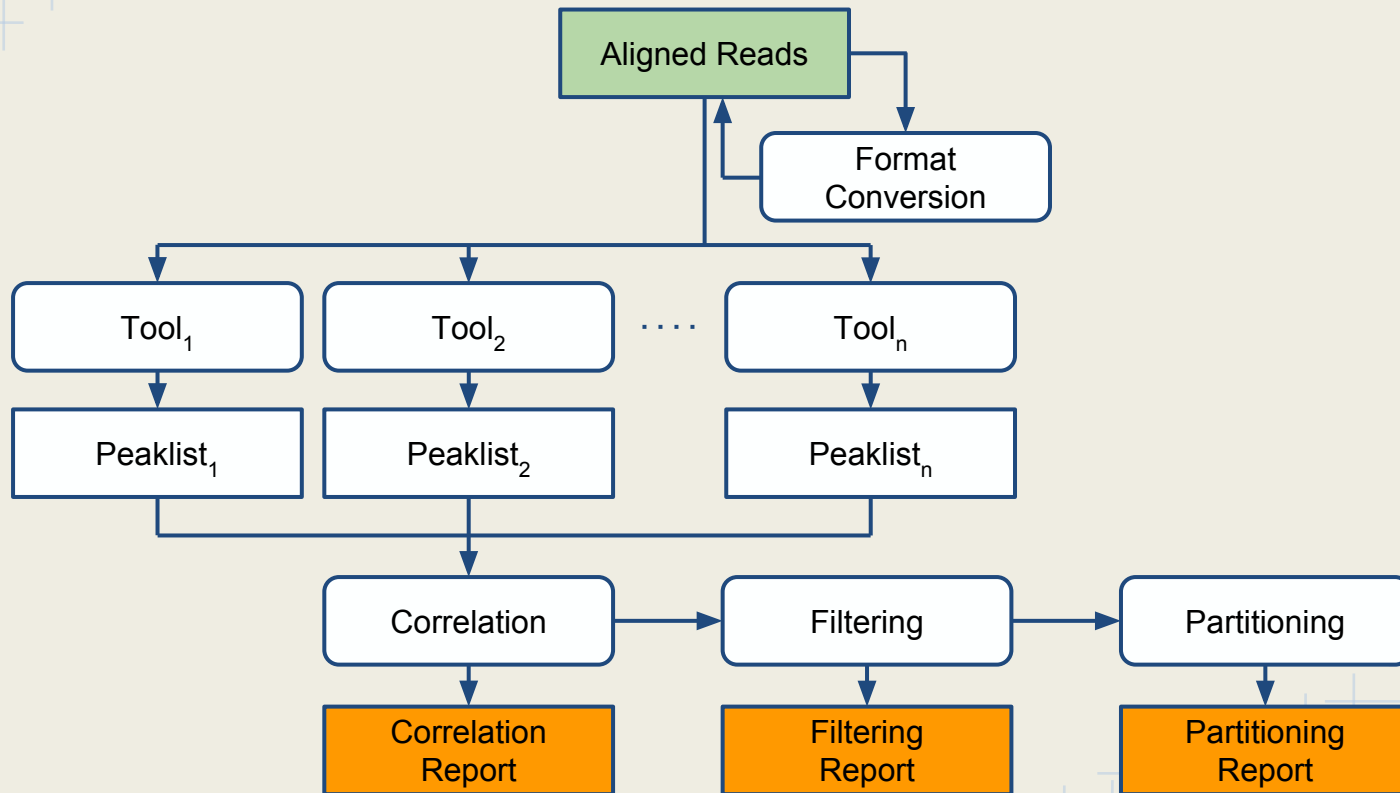 Aligned Reads
Format
Conversion
Tool₁
Tool₂
....
Toolₙ
Peaklist₁
Peaklist₂
Peaklistₙ
Correlation
Filtering
Partitioning
Correlation
Report
Filtering
Report
Partitioning
Report